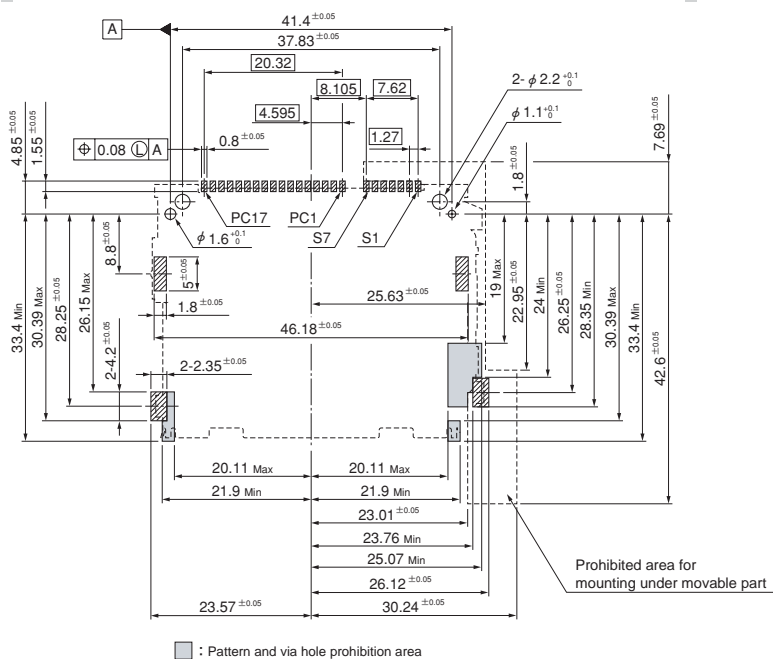 A
41.4 ±0.05
37.83 ±0.05
20.32
8.105
7.62
2- ϕ 2.2 +0.1 0
4.595
ϕ 1.1 +0.1 0
1.27
4.85 ±0.05
1.55 ±0.05
⌖ 0.08 Ⓛ A
0.8 ±0.05
1.8 ±0.05
7.69 ±0.05
PC17
PC1
S7
S1
ϕ 1.6 +0.1 0
8.8 ±0.05
5 ±0.05
1.8 ±0.05
25.63 ±0.05
46.18 ±0.05
33.4 Min
30.39 Max
28.25 ±0.05
26.15 Max
2-4.2 ±0.05
2-2.35 ±0.05
19 Max
22.95 ±0.05
24 Min
26.25 ±0.05
28.35 Min
30.39 Max
33.4 Min
42.6 ±0.05
20.11 Max
20.11 Max
21.9 Min
21.9 Min
23.01 ±0.05
23.76 Min
25.07 Min
26.12 ±0.05
23.57 ±0.05
30.24 ±0.05
Prohibited area for
mounting under movable part
: Pattern and via hole prohibition area